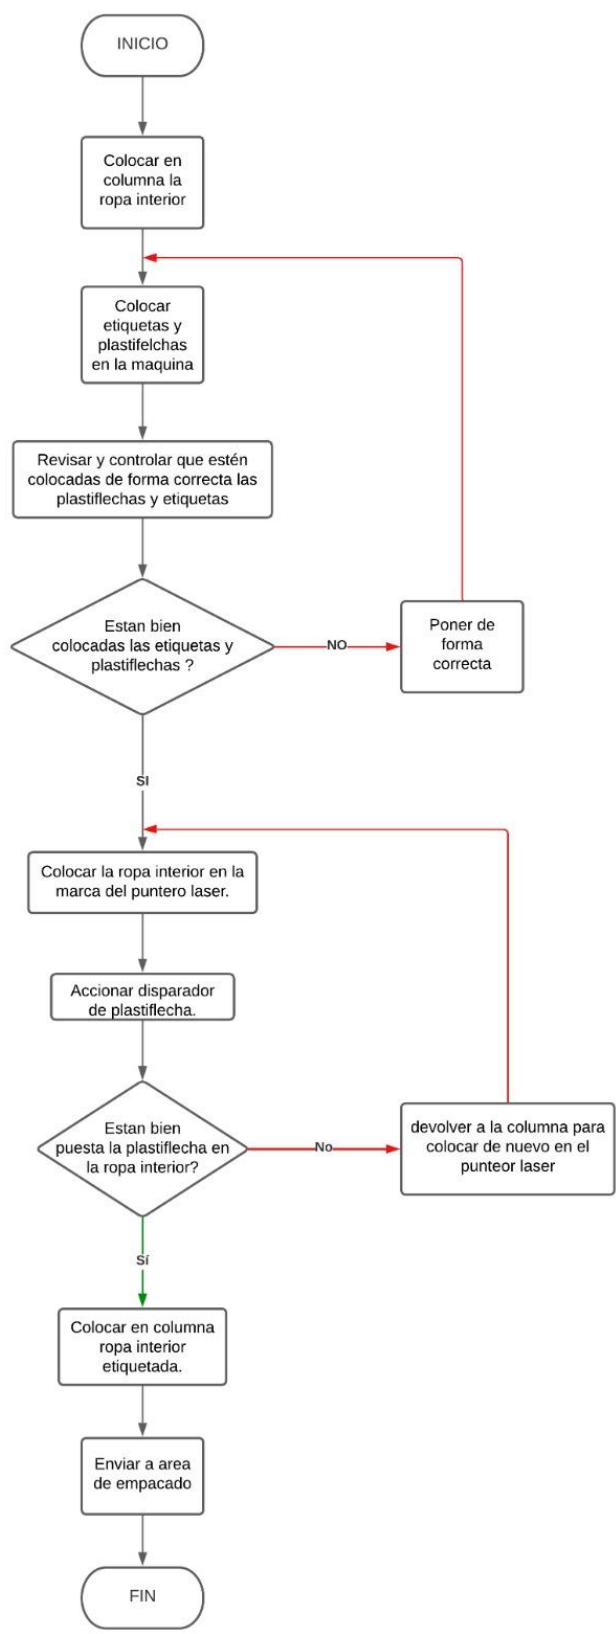 INICIO
Colocar en
columna la
ropa interior
Colocar
etiquetas y
plastifelchas
en la maquina
Revisar y controlar que estén
colocadas de forma correcta las
plastiflechas y etiquetas
Estan bien
colocadas las etiquetas y
plastiflechas ?
NO
Poner de
forma
correcta
SI
Colocar la ropa interior en la
marca del puntero laser.
Accionar disparador
de plastiflecha.
Estan bien
puesta la plastiflecha en
la ropa interior?
No
devolver a la columna para
colocar de nuevo en el
punteor laser
Sí
Colocar en columna
ropa interior
etiquetada.
Enviar a area
de empacado
FIN